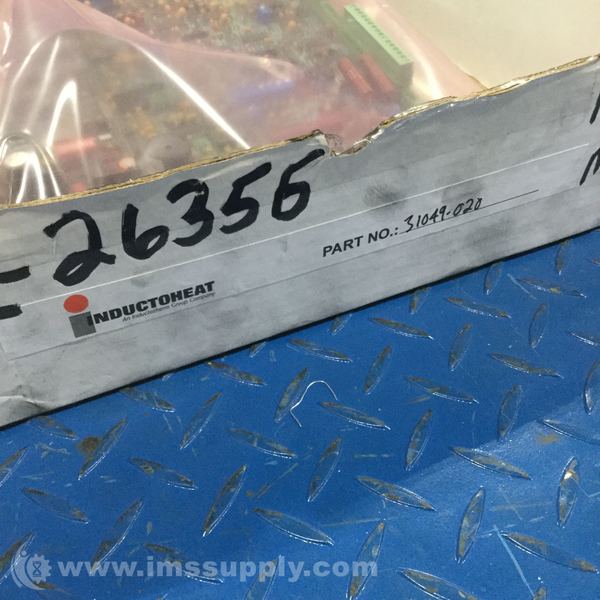 -26356
PART NO.: 31049-020
INDUCTOHEAT
An Inductotherm Group Company
www.imssupply.com